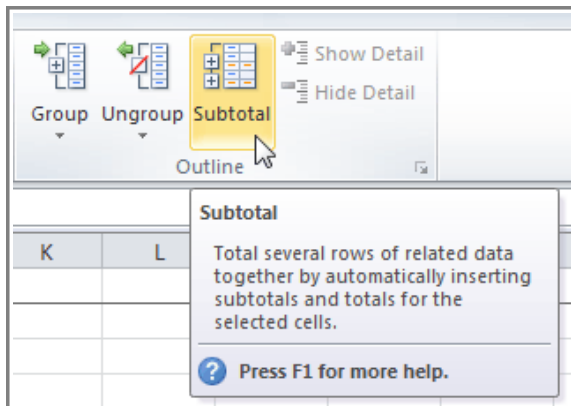 Show Detail
Hide Detail
Group Ungroup Subtotal
Outline
Subtotal
K L
Total several rows of related data
together by automatically inserting
subtotals and totals for the
selected cells.
? Press F1 for more help.